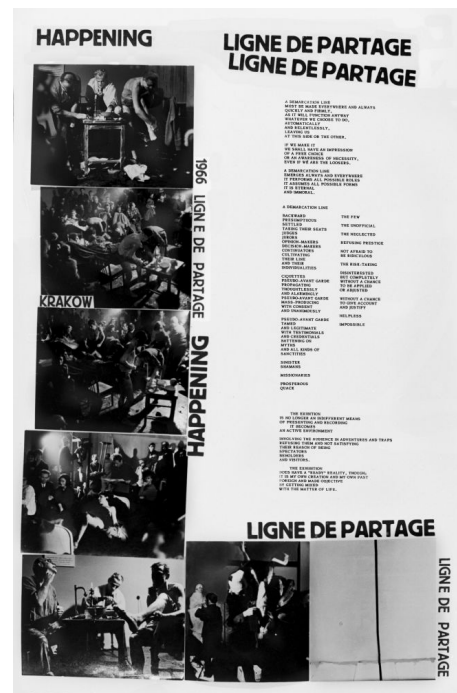 HAPPENING
LIGNE DE PARTAGE
LIGNE DE PARTAGE
1966 LIGNE DE PARTAGE
HAPPENING
KRAKOW
A DEMARCATION LINE
MUST BE MADE EVERYWHERE AND ALWAYS
QUICKLY AND FIRMLY,
AS IT WILL FUNCTION ANYWAY
WHATEVER WE CHOOSE TO DO,
AUTOMATICALLY
AND RELENTLESSLY,
LEAVING US
AT THIS SIDE OR THE OTHER.
IF WE MAKE IT
WE SHALL HAVE AN IMPRESSION
OF A FREE CHOICE
OR AN AWARENESS OF NECESSITY,
EVEN IF WE ARE THE LOOSERS.
A DEMARCATION LINE
EMERGES ALWAYS AND EVERYWHERE
IT PERFORMS ALL POSSIBLE ROLES
IT ASSUMES ALL POSSIBLE FORMS
IT IS ETERNAL
AND IMMORAL.
A DEMARCATION LINE
BACKWARD THE FEW
PRESUMPTUOUS
SETTLED THE UNOFFICIAL
TAKING THEIR SEATS
JUDGES THE NEGLECTED
JURORS
OPINION-MAKERS REFUSING PRESTIGE
DECISION-MAKERS
CONTINUATORS NOT AFRAID TO
CULTIVATING BE RIDICULOUS
THEIR LINE
AND THEIR THE RISK-TAKING
INDIVIDUALITIES
DISINTERESTED
COQUETTES BUT COMPLETELY
PSEUDO-AVANT GARDE WITHOUT A CHANCE
PROPAGATING TO BE APPLIED
THOUGHTLESSLY OR ADJUSTED
AND ALARMINGLY
PSEUDO-AVANT GARDE WITHOUT A CHANCE
MASS-PRODUCING TO GIVE ACCOUNT
WITH CONSENT AND JUSTIFY
AND UNANIMOUSLY
HELPLESS
PSEUDO-AVANT GARDE
TAMED IMPOSSIBLE
AND LEGITIMATE
WITH TESTIMONIALS
AND CREDENTIALS
BATTENING ON
MYTHS
AND ALL KINDS OF
SANCTITIES
SINISTER
SHAMANS
MISSIONARIES
PROSPEROUS
QUACK
THE EXHIBITION
IS NO LONGER AN INDIFFERENT MEANS
OF PRESENTING AND RECORDING
IT BECOMES
AN ACTIVE ENVIRONMENT
INVOLVING THE AUDIENCE IN ADVENTURES AND TRAPS
REFUSING THEM AND NOT SATISFYING
THEIR REASON OF BEING
SPECTATORS
BEHOLDERS
AND VISITORS.
THE EXHIBITION
DOES HAVE A "READY" REALITY, THOUGH,
IT IS MY OWN CREATION AND MY OWN PAST
FOREIGN AND MADE OBJECTIVE
BY GETTING MIXED
WITH THE MATTER OF LIFE.
LIGNE DE PARTAGE
LIGNE DE PARTAGE